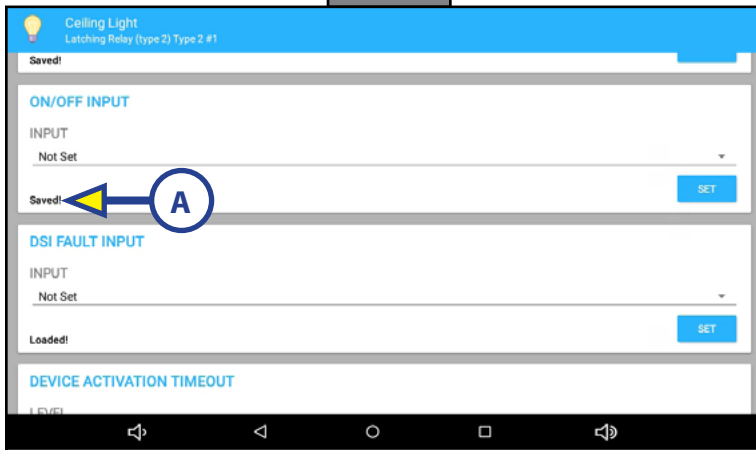 Ceiling Light
Latching Relay (type 2) Type 2 #1
Saved!
ON/OFF INPUT
INPUT
Not Set
SET
Saved!
A
DSI FAULT INPUT
INPUT
Not Set
SET
Loaded!
DEVICE ACTIVATION TIMEOUT
LEVEL